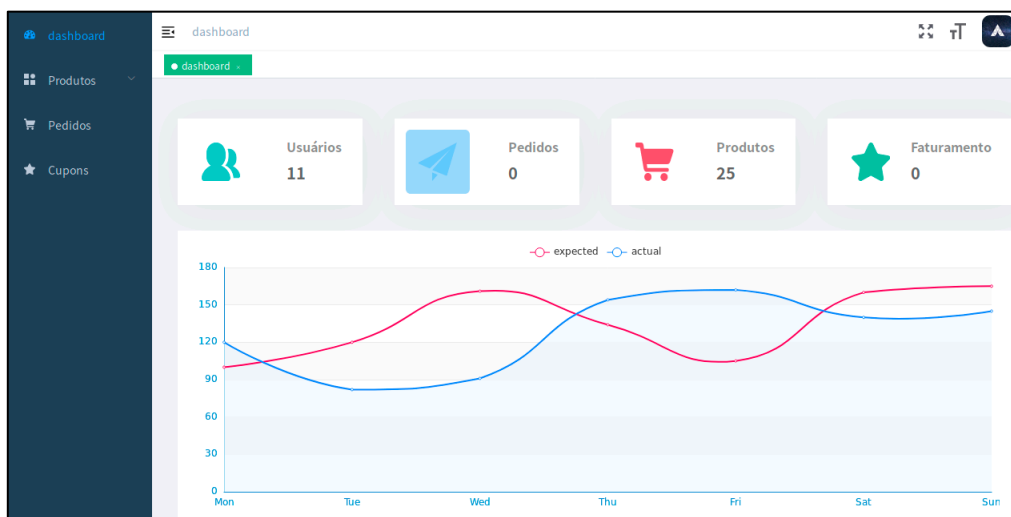 dashboard
Produtos
Pedidos
Cupons
dashboard
dashboard
Usuários
11
Pedidos
0
Produtos
25
Faturamento
0
expected actual
180
150
120
90
60
30
0
Mon Tue Wed Thu Fri Sat Sun